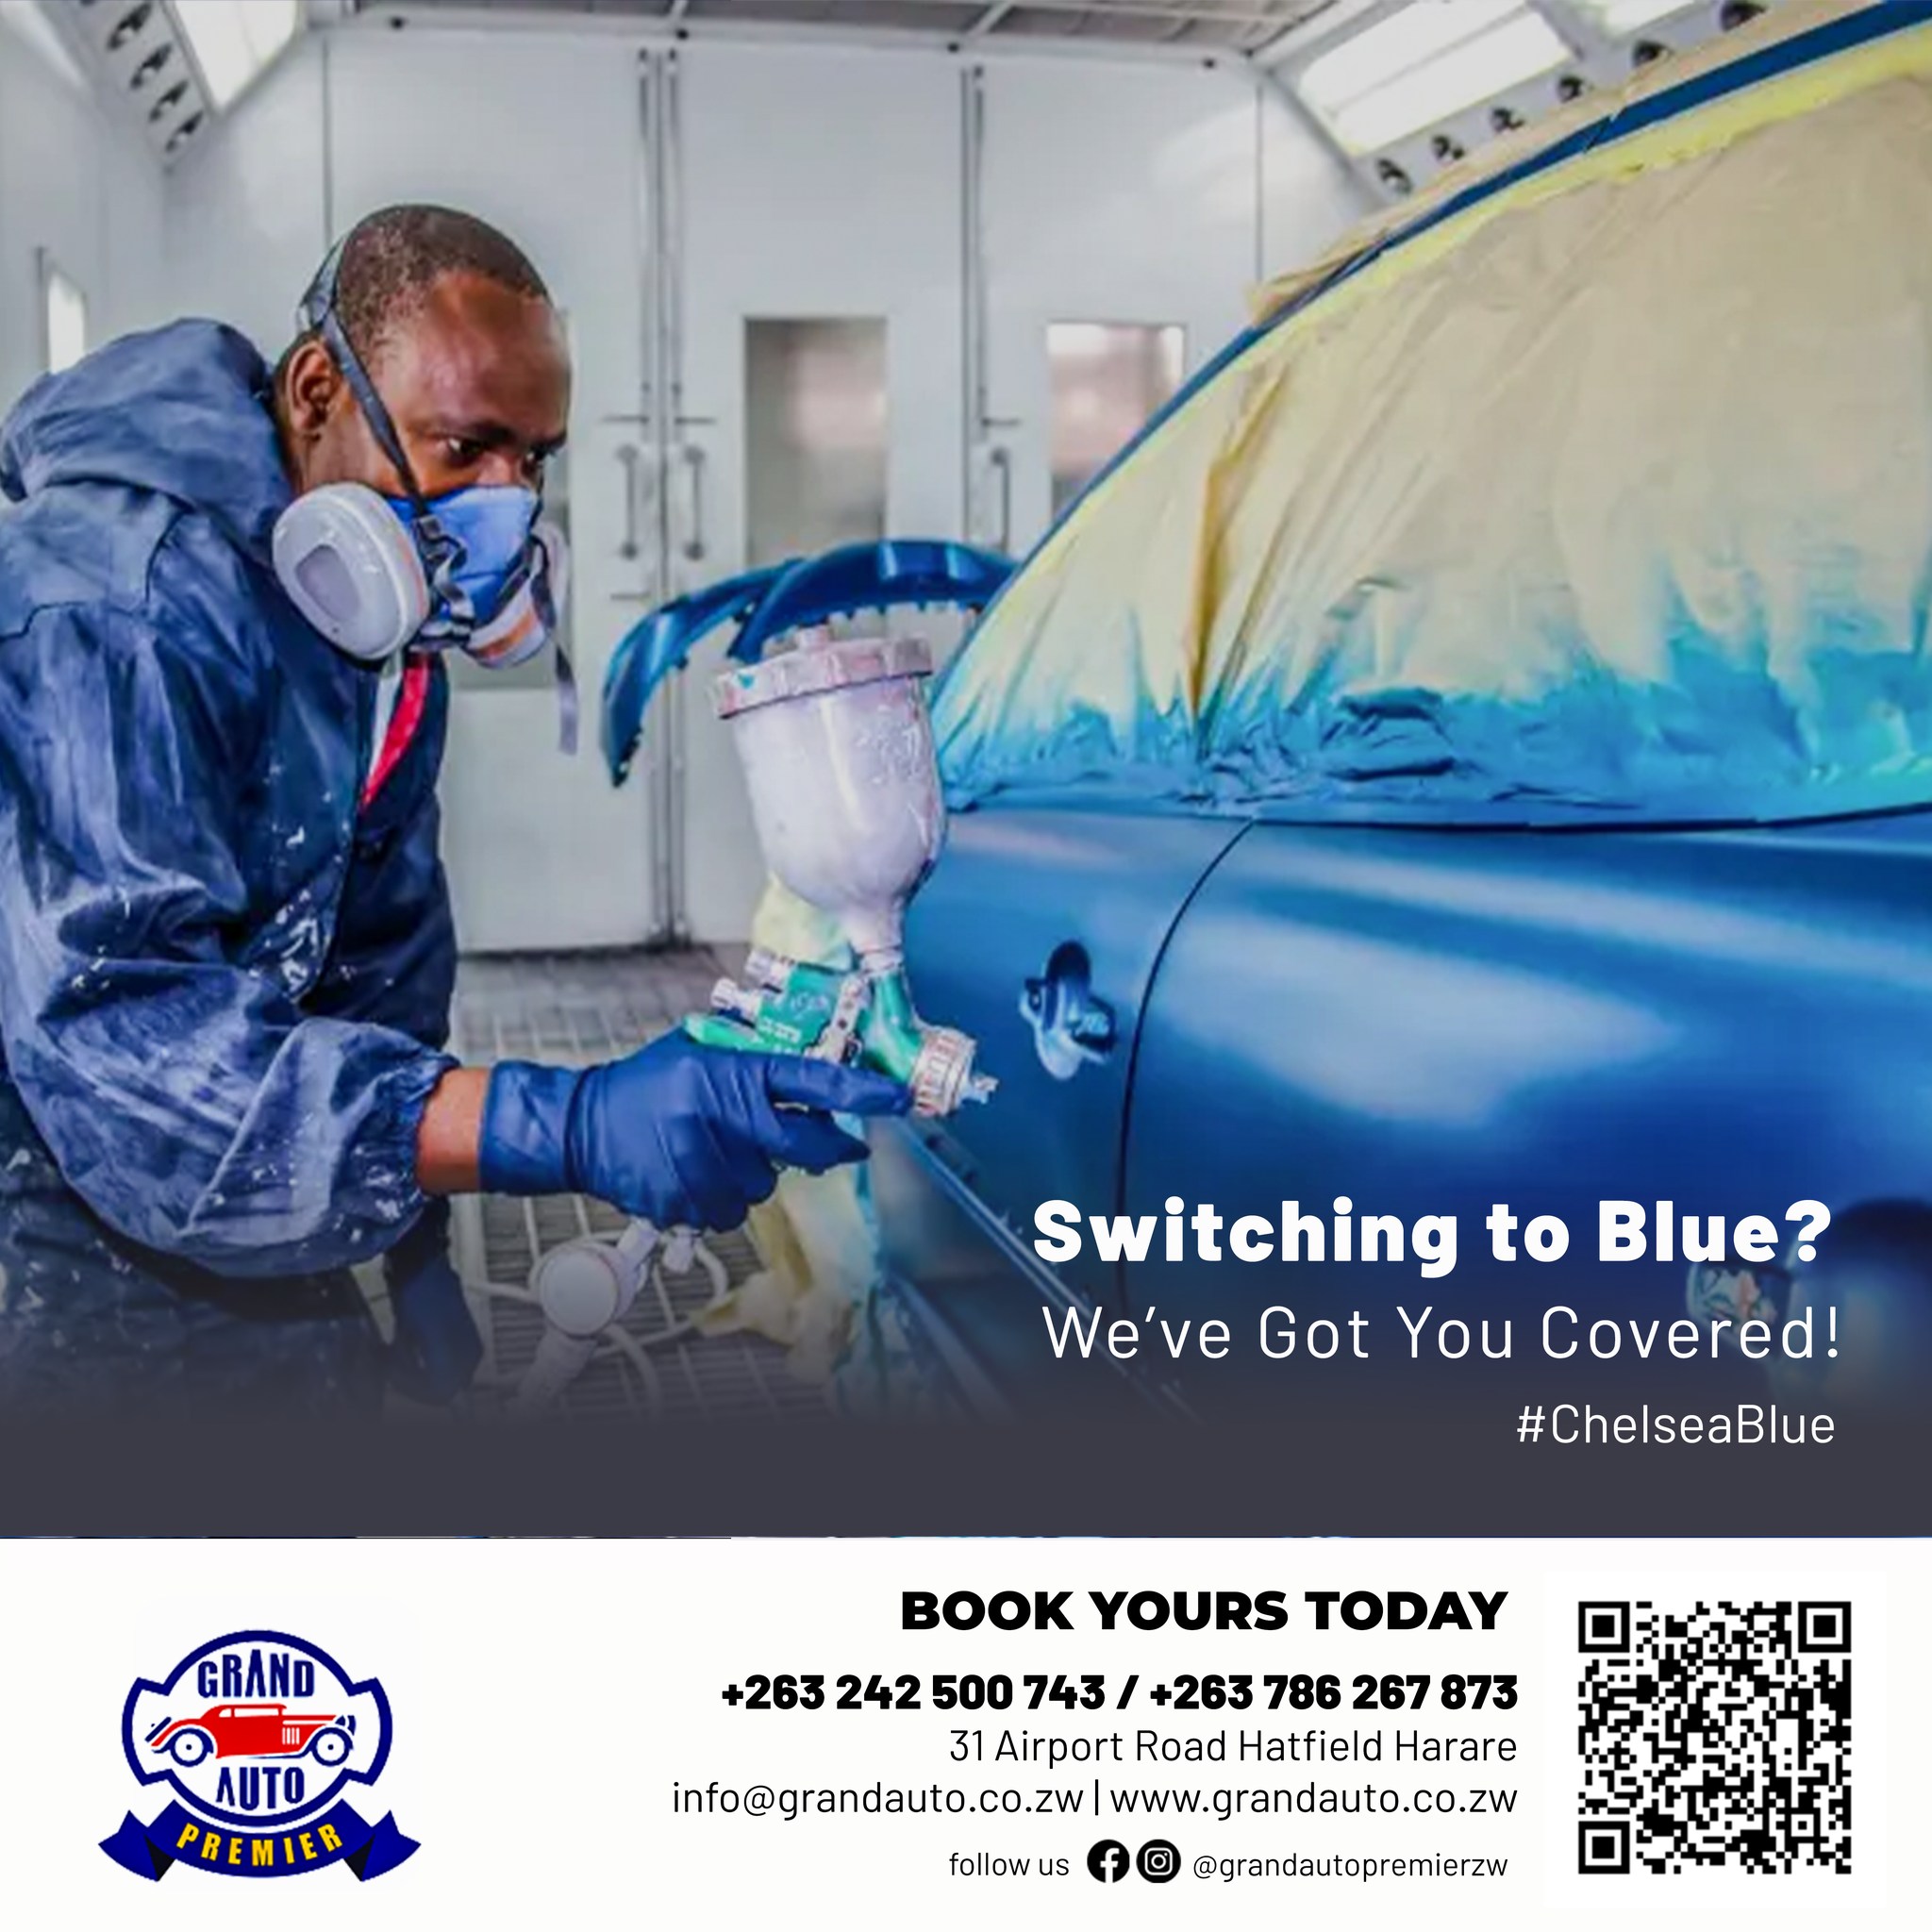 Switching to Blue?
We've Got You Covered!
#ChelseaBlue
BOOK YOURS TODAY
+263 242 500 743 / +263 786 267 873
31 Airport Road Hatfield Harare
info@grandauto.co.zw | www.grandauto.co.zw
follow us @grandautopremierzw
GRAND
AUTO
PREMIER